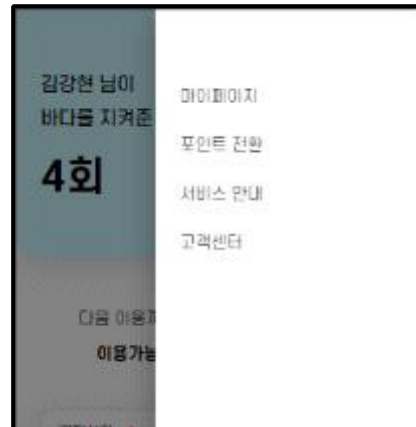 김강현 님이
바다를 지켜준
4회
마이페이지
포인트 전환
서비스 안내
고객센터
다음 이용
이용가능